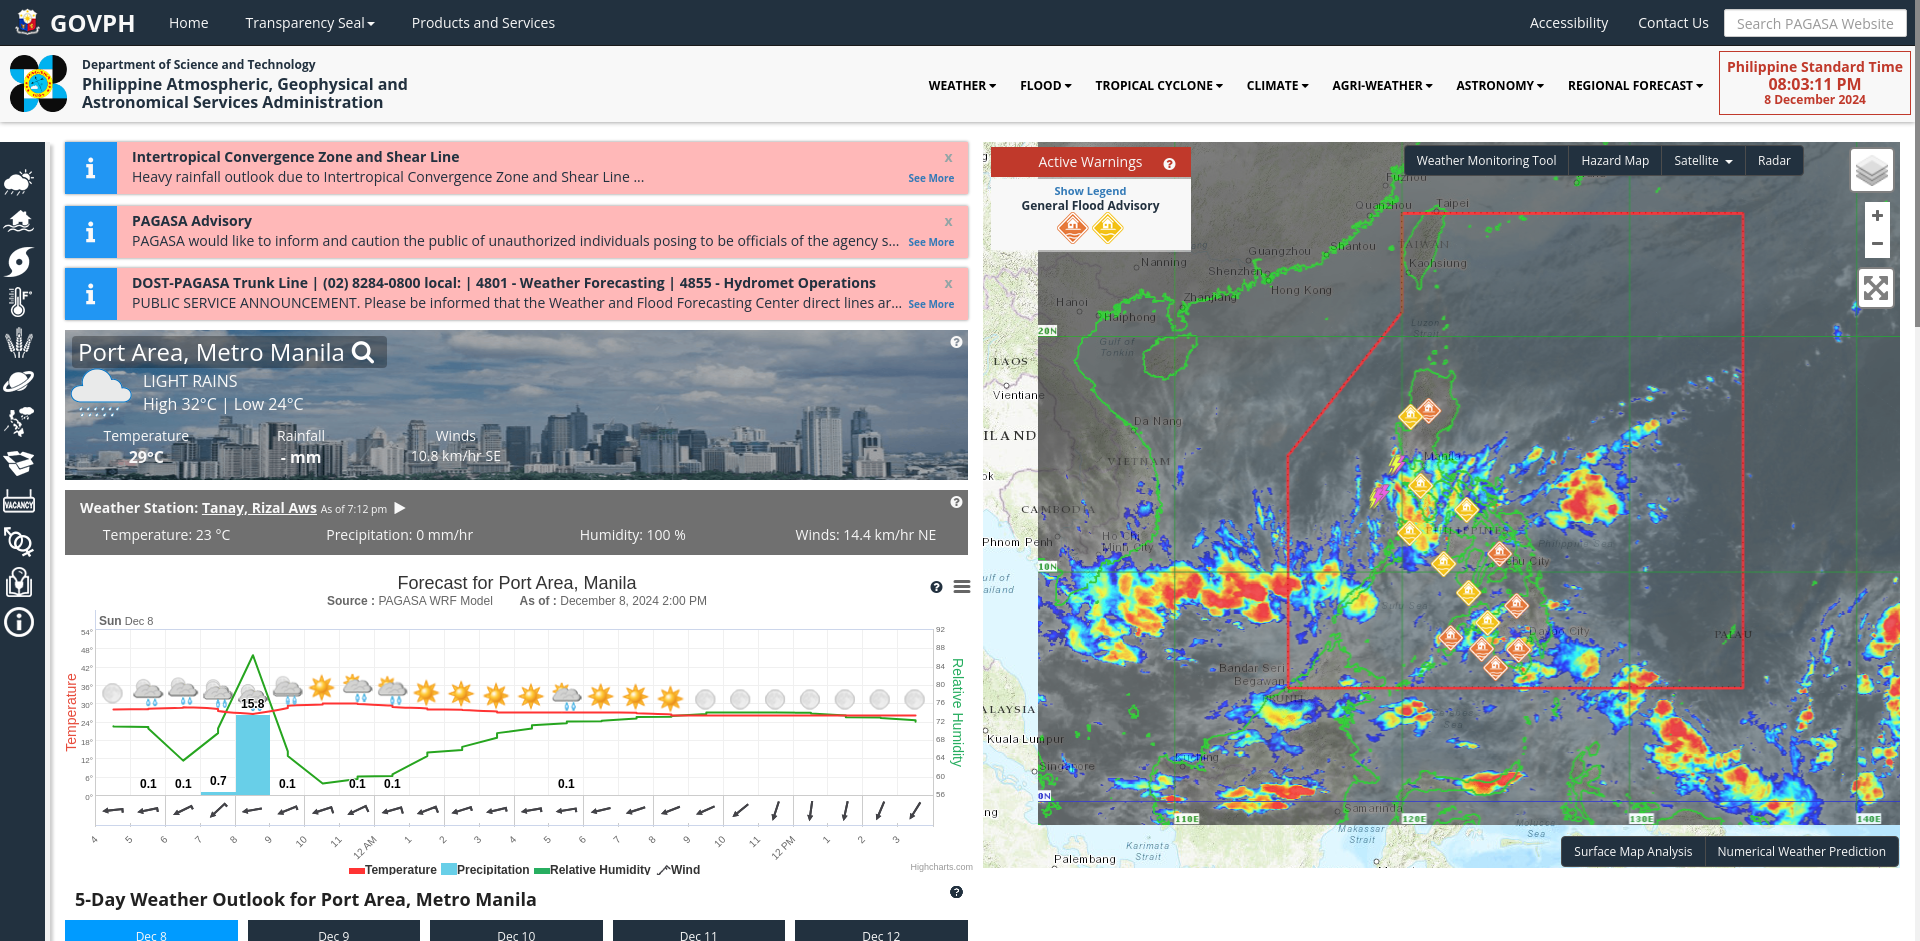 GOVPH
Home
Transparency Seal
Products and Services
Accessibility
Contact Us
Search PAGASA Website
Department of Science and Technology
Philippine Atmospheric, Geophysical and
Astronomical Services Administration
WEATHER
FLOOD
TROPICAL CYCLONE
CLIMATE
AGRI-WEATHER
ASTRONOMY
REGIONAL FORECAST
Philippine Standard Time
08:03:11 PM
8 December 2024
Intertropical Convergence Zone and Shear Line
x
Heavy rainfall outlook due to Intertropical Convergence Zone and Shear Line ...
See More
PAGASA Advisory
x
PAGASA would like to inform and caution the public of unauthorized individuals posing to be officials of the agency s...
See More
DOST-PAGASA Trunk Line | (02) 8284-0800 local: | 4801 - Weather Forecasting | 4855 - Hydromet Operations
x
PUBLIC SERVICE ANNOUNCEMENT. Please be informed that the Weather and Flood Forecasting Center direct lines ar...
See More
VACANCY
Port Area, Metro Manila
LIGHT RAINS
High 32°C | Low 24°C
Temperature
29°C
Rainfall
- mm
Winds
10.8 km/hr SE
Weather Station: Tanay, Rizal Aws As of 7:12 pm
Temperature: 23 °C
Precipitation: 0 mm/hr
Humidity: 100 %
Winds: 14.4 km/hr NE
Forecast for Port Area, Manila
Source : PAGASA WRF Model As of : December 8, 2024 2:00 PM
Sun Dec 8
Temperature
54°
48°
42°
36°
30°
24°
18°
12°
6°
0°
0.1
0.1
0.7
15.8
0.1
0.1
0.1
0.1
92
88
84
80
76
72
68
64
60
56
Relative Humidity
4
5
6
7
8
9
10
11
12 AM
1
2
3
4
5
6
7
8
9
10
11
12 PM
1
2
3
Temperature
Precipitation
Relative Humidity
Wind
Highcharts.com
5-Day Weather Outlook for Port Area, Metro Manila
Dec 8
Dec 9
Dec 10
Dec 11
Dec 12
Active Warnings
Show Legend
General Flood Advisory
Weather Monitoring Tool
Hazard Map
Satellite
Radar
+
−
Fuzhou
Quanzhou
Taipei
TAIWAN
Kaohsiung
Guangzhou
Shantou
Shenzhen
Hong Kong
Nanning
Zhanjiang
Hanoi
Haiphong
Gulf of
Tonkin
Luzon
Strait
20N
LAOS
Vientiane
ILAND
Da Nang
VIETNAM
ok
CAMBODIA
Phnom Penh
Ho Chi
Minh City
Manila
PHILIPPINES
ebu City
10N
ulf of
ailand
Davao City
PALAU
Bandar Seri
Begawan
BRUNEI
ALAYSIA
Kuala Lumpur
Kuching
Singapore
0N
ng
Samarinda
110E
120E
130E
140E
Makassar
Strait
Molucca
Sea
Karimata
Strait
Palembang
Surface Map Analysis
Numerical Weather Prediction